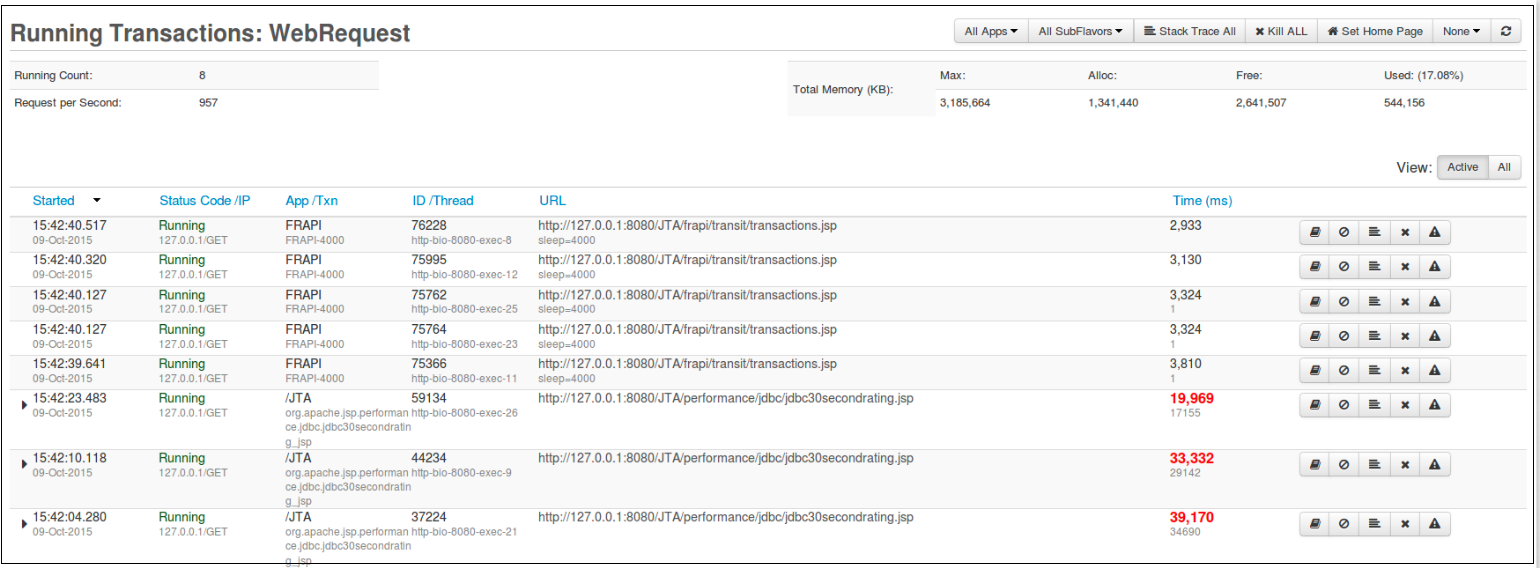 Running Transactions: WebRequest
All Apps All SubFlavors Stack Trace All Kill ALL Set Home Page None
Running Count: 8
Request per Second: 957
Total Memory (KB):
Max: Alloc: Free: Used: (17.08%)
3,185,664 1,341,440 2,641,507 544,156
View: Active All
Started Status Code /IP App /Txn ID /Thread URL Time (ms)
15:42:40.517 Running FRAPI 76228 http://127.0.0.1:8080/JTA/frapi/transit/transactions.jsp 2,933
09-Oct-2015 127.0.0.1/GET FRAPI-4000 http-bio-8080-exec-8 sleep=4000
15:42:40.320 Running FRAPI 75995 http://127.0.0.1:8080/JTA/frapi/transit/transactions.jsp 3,130
09-Oct-2015 127.0.0.1/GET FRAPI-4000 http-bio-8080-exec-12 sleep=4000
15:42:40.127 Running FRAPI 75762 http://127.0.0.1:8080/JTA/frapi/transit/transactions.jsp 3,324
09-Oct-2015 127.0.0.1/GET FRAPI-4000 http-bio-8080-exec-25 sleep=4000 1
15:42:40.127 Running FRAPI 75764 http://127.0.0.1:8080/JTA/frapi/transit/transactions.jsp 3,324
09-Oct-2015 127.0.0.1/GET FRAPI-4000 http-bio-8080-exec-23 sleep=4000 1
15:42:39.641 Running FRAPI 75366 http://127.0.0.1:8080/JTA/frapi/transit/transactions.jsp 3,810
09-Oct-2015 127.0.0.1/GET FRAPI-4000 http-bio-8080-exec-11 sleep=4000 1
15:42:23.483 Running /JTA 59134 http://127.0.0.1:8080/JTA/performance/jdbc/jdbc30secondrating.jsp 19,969
09-Oct-2015 127.0.0.1/GET org.apache.jsp.performan http-bio-8080-exec-26 17155
ce.jdbc.jdbc30secondratin
g_jsp
15:42:10.118 Running /JTA 44234 http://127.0.0.1:8080/JTA/performance/jdbc/jdbc30secondrating.jsp 33,332
09-Oct-2015 127.0.0.1/GET org.apache.jsp.performan http-bio-8080-exec-9 29142
ce.jdbc.jdbc30secondratin
g_jsp
15:42:04.280 Running /JTA 37224 http://127.0.0.1:8080/JTA/performance/jdbc/jdbc30secondrating.jsp 39,170
09-Oct-2015 127.0.0.1/GET org.apache.jsp.performan http-bio-8080-exec-21 34690
ce.jdbc.jdbc30secondratin
g_jsp